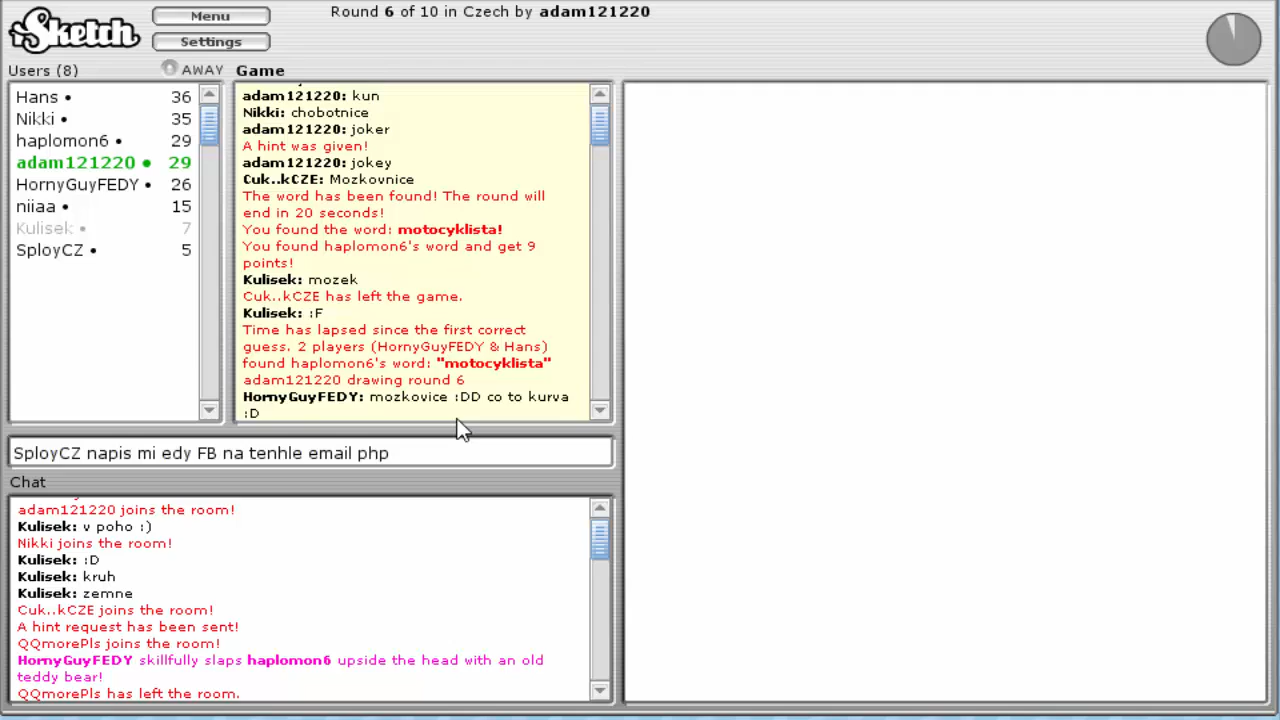 iSketch
Menu
Settings
Round 6 of 10 in Czech by adam121220
Users (8)
AWAY
Hans • 36
Nikki • 35
haplomon6 • 29
adam121220 • 29
HornyGuyFEDY • 26
niiaa • 15
Kulisek • 7
SployCZ • 5
Game
adam121220: kun
Nikki: chobotnice
adam121220: joker
A hint was given!
adam121220: jokey
Cuk..kCZE: Mozkovnice
The word has been found! The round will
end in 20 seconds!
You found the word: motocyklista!
You found haplomon6's word and get 9
points!
Kulisek: mozek
Cuk..kCZE has left the game.
Kulisek: :F
Time has lapsed since the first correct
guess. 2 players (HornyGuyFEDY & Hans)
found haplomon6's word: "motocyklista"
adam121220 drawing round 6
HornyGuyFEDY: mozkovice :DD co to kurva
:D
SployCZ napis mi edy FB na tenhle email php
Chat
adam121220 joins the room!
Kulisek: v poho :)
Nikki joins the room!
Kulisek: :D
Kulisek: kruh
Kulisek: zemne
Cuk..kCZE joins the room!
A hint request has been sent!
QQmorePls joins the room!
HornyGuyFEDY skillfully slaps haplomon6 upside the head with an old
teddy bear!
QQmorePls has left the room.